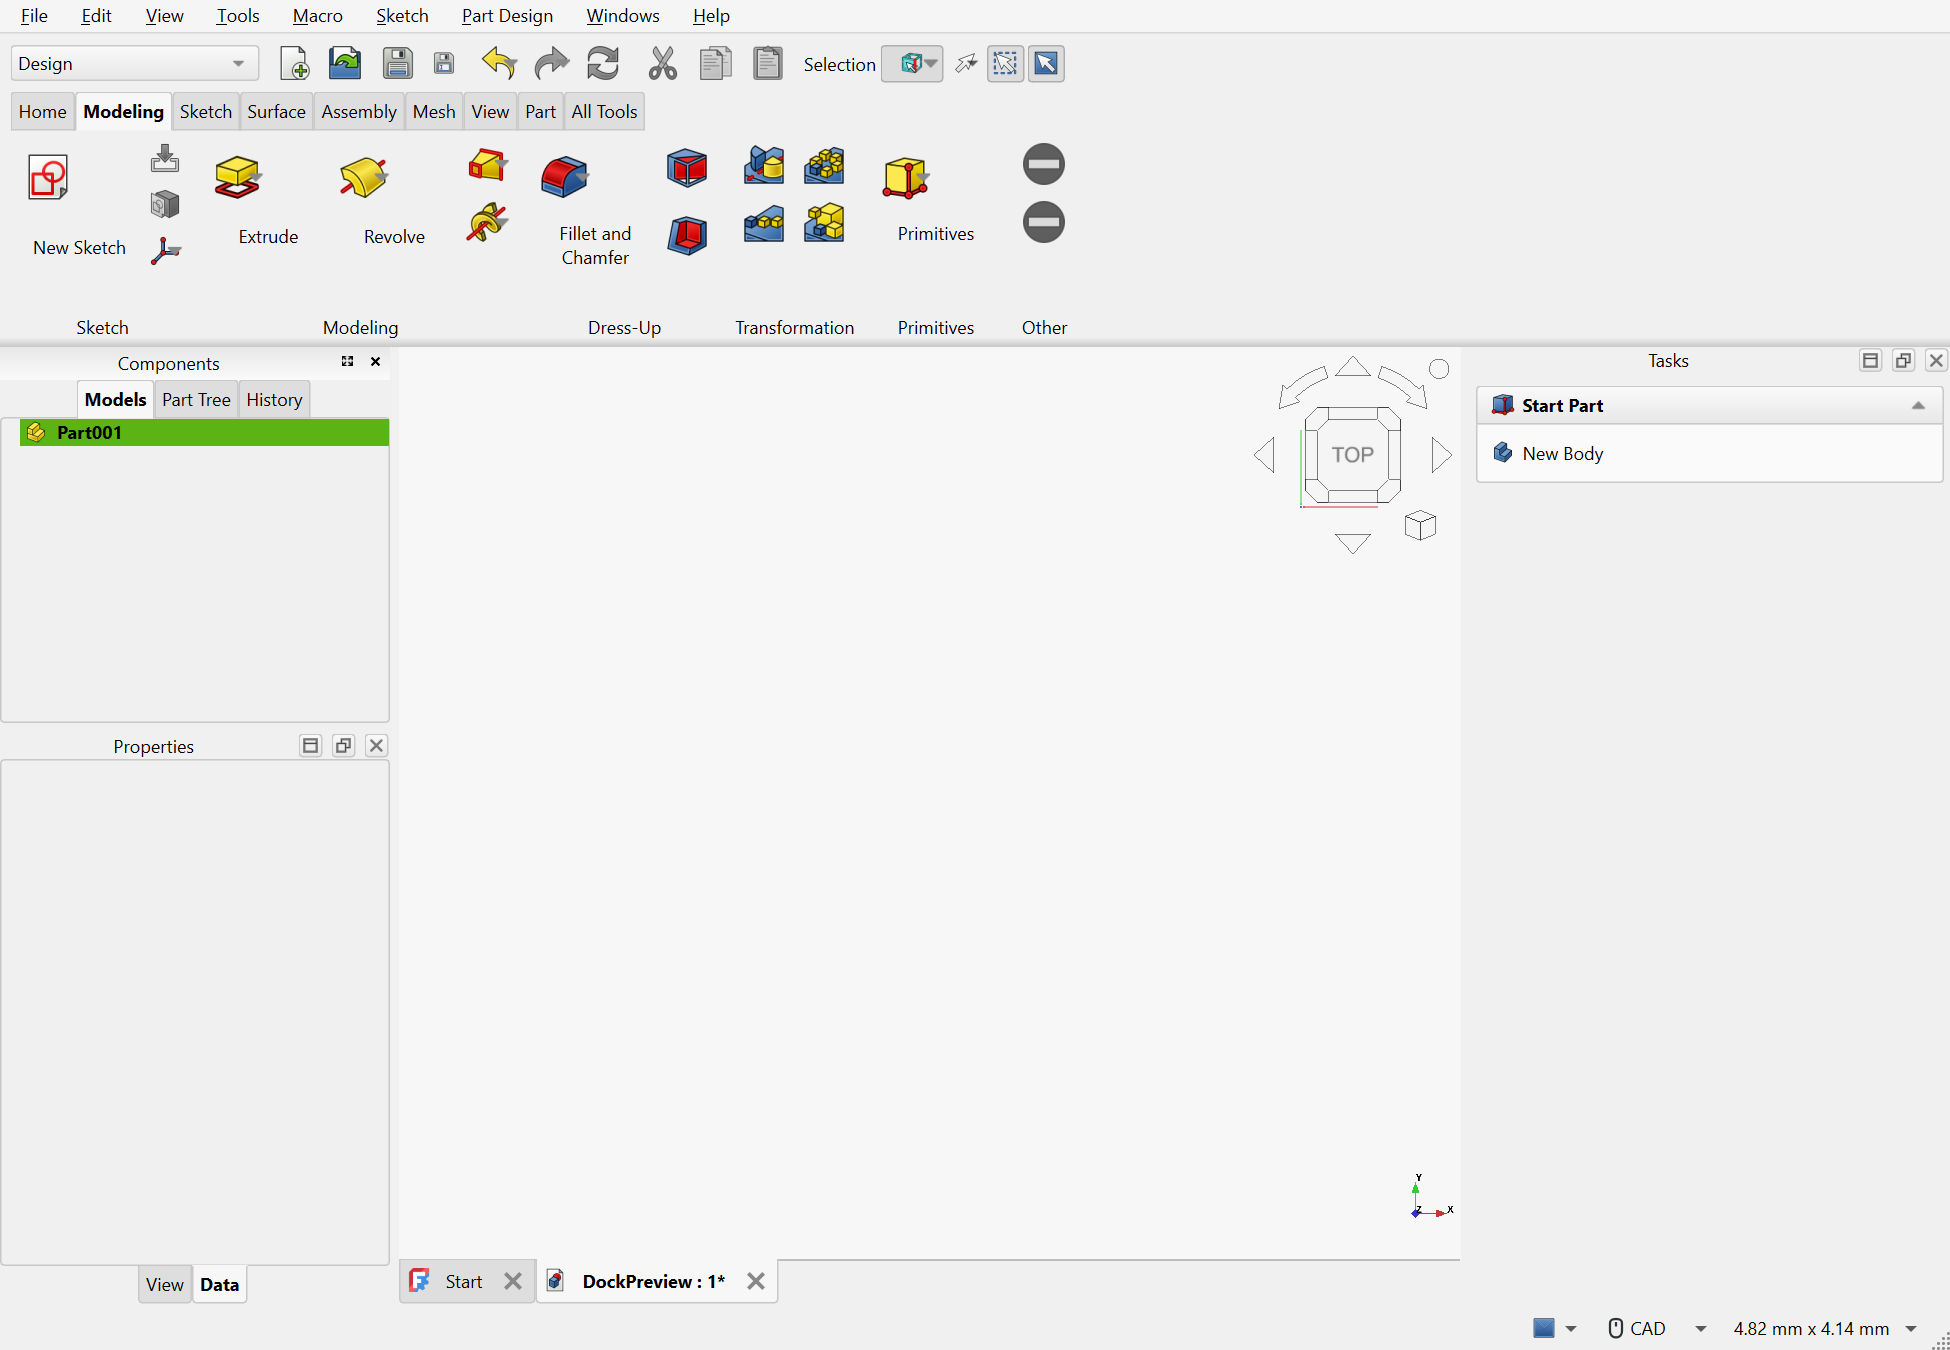 File Edit View Tools Macro Sketch Part Design Windows Help
Design Selection
Home Modeling Sketch Surface Assembly Mesh View Part All Tools
New Sketch
Extrude
Revolve
Fillet and
Chamfer
Primitives
Sketch Modeling Dress-Up Transformation Primitives Other
Components
Models Part Tree History
Part001
Properties
View Data
TOP
Y
Z
X
Start DockPreview : 1*
Tasks
Start Part
New Body
CAD 4.82 mm x 4.14 mm